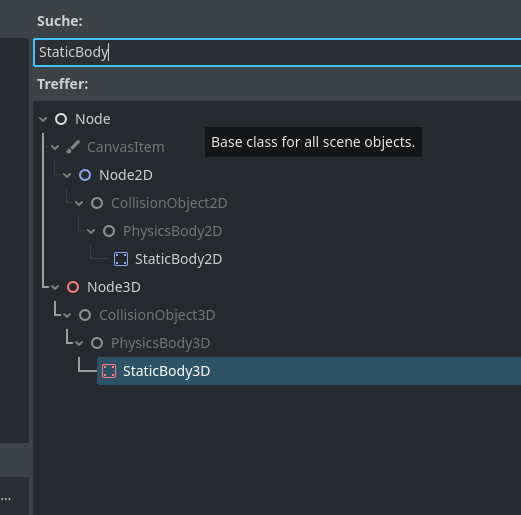 Suche:
StaticBody
Treffer:
Node
CanvasItem
Base class for all scene objects.
Node2D
CollisionObject2D
PhysicsBody2D
StaticBody2D
Node3D
CollisionObject3D
PhysicsBody3D
StaticBody3D
...